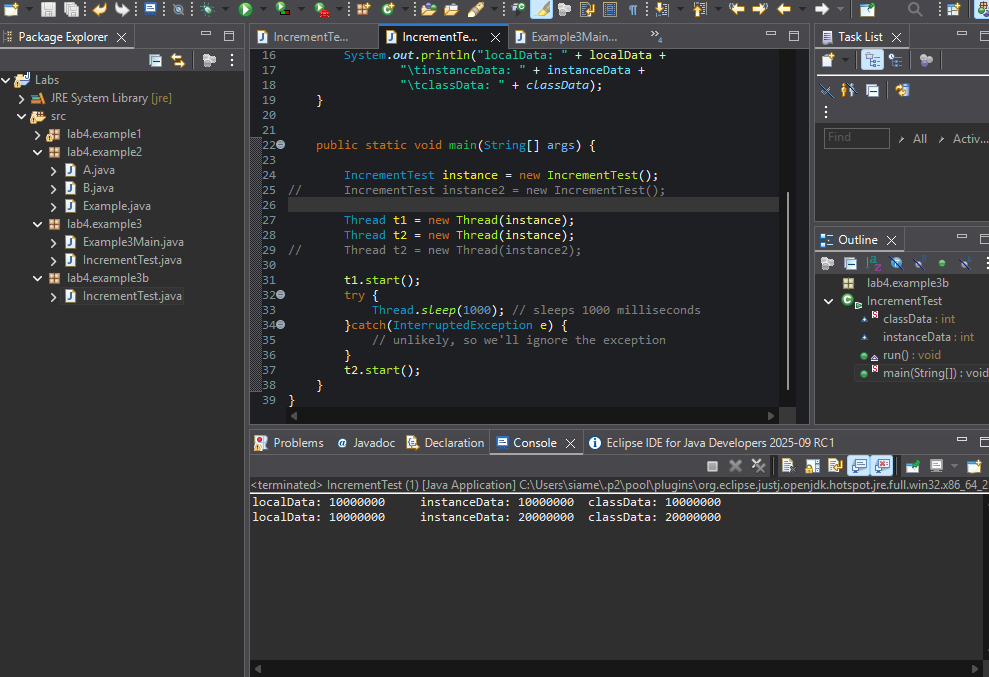 Package Explorer
Labs
JRE System Library [jre]
src
lab4.example1
lab4.example2
A.java
B.java
Example.java
lab4.example3
Example3Main.java
IncrementTest.java
lab4.example3b
IncrementTest.java
IncrementTe...
IncrementTe...
Example3Main...
»4
16 System.out.println("localData: " + localData +
17 "\tinstanceData: " + instanceData +
18 "\tclassData: " + classData);
19 }
20
21
22 public static void main(String[] args) {
23
24 IncrementTest instance = new IncrementTest();
25 // IncrementTest instance2 = new IncrementTest();
26
27 Thread t1 = new Thread(instance);
28 Thread t2 = new Thread(instance);
29 // Thread t2 = new Thread(instance2);
30
31 t1.start();
32 try {
33 Thread.sleep(1000); // sleeps 1000 milliseconds
34 }catch(InterruptedException e) {
35 // unlikely, so we'll ignore the exception
36 }
37 t2.start();
38 }
39 }
Task List
Find
All
Activ...
Outline
lab4.example3b
IncrementTest
classData : int
instanceData : int
run() : void
main(String[]) : void
Problems
@ Javadoc
Declaration
Console
Eclipse IDE for Java Developers 2025-09 RC1
<terminated> IncrementTest (1) [Java Application] C:\Users\siame\.p2\pool\plugins\org.eclipse.justj.openjdk.hotspot.jre.full.win32.x86_64_2
localData: 10000000 instanceData: 10000000 classData: 10000000
localData: 10000000 instanceData: 20000000 classData: 20000000